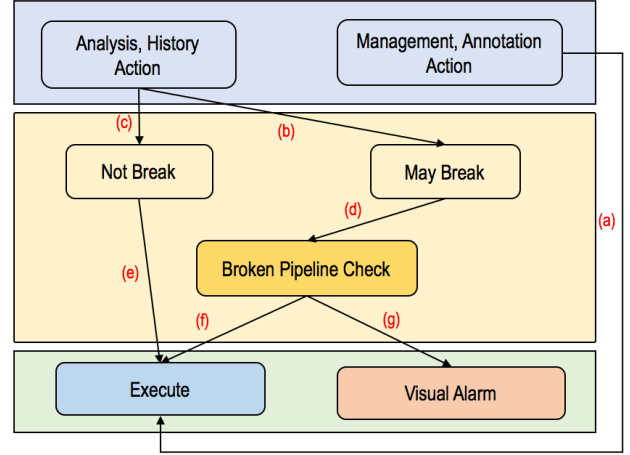 Analysis, History
Action
Management, Annotation
Action
(c)
(b)
Not Break
May Break
(a)
(d)
(e)
Broken Pipeline Check
(f)
(g)
Execute
Visual Alarm